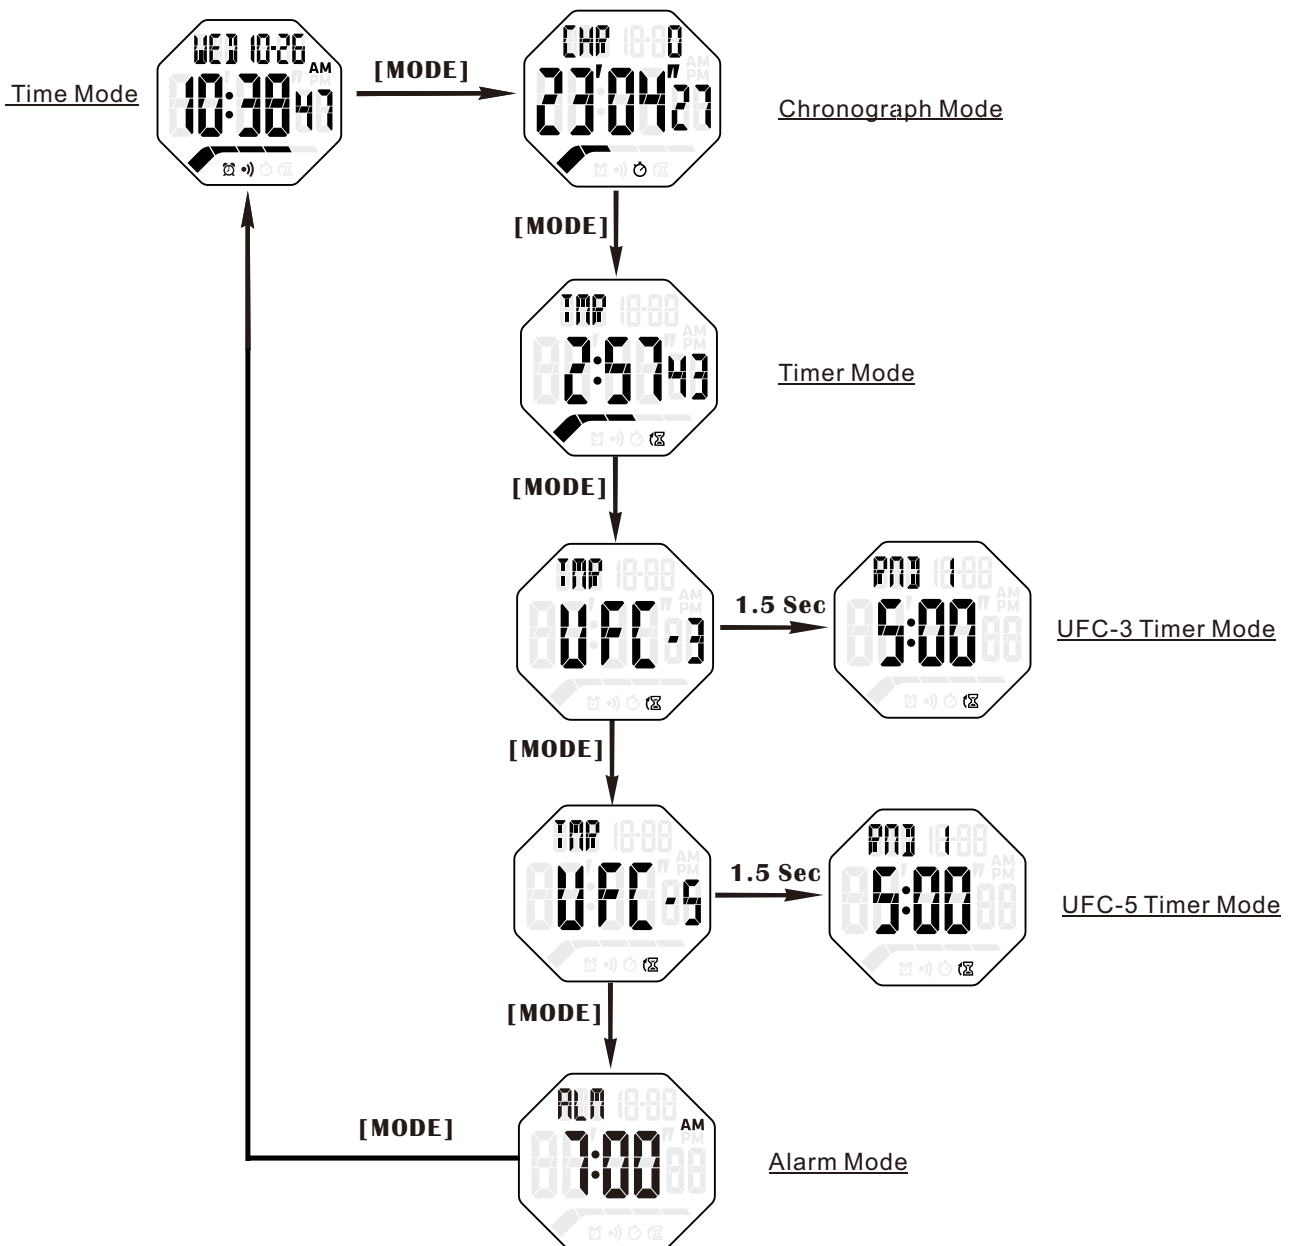 WED 10-26
AM
10:38 47
Time Mode
[MODE]
CHR 0
23'04"27
Chronograph Mode
[MODE]
TMR
2:57 43
Timer Mode
[MODE]
TMR
UFC -3
1.5 Sec
RND 1
5:00
UFC-3 Timer Mode
[MODE]
TMR
UFC -5
1.5 Sec
RND 1
5:00
UFC-5 Timer Mode
[MODE]
ALM
AM
7:00
[MODE]
Alarm Mode